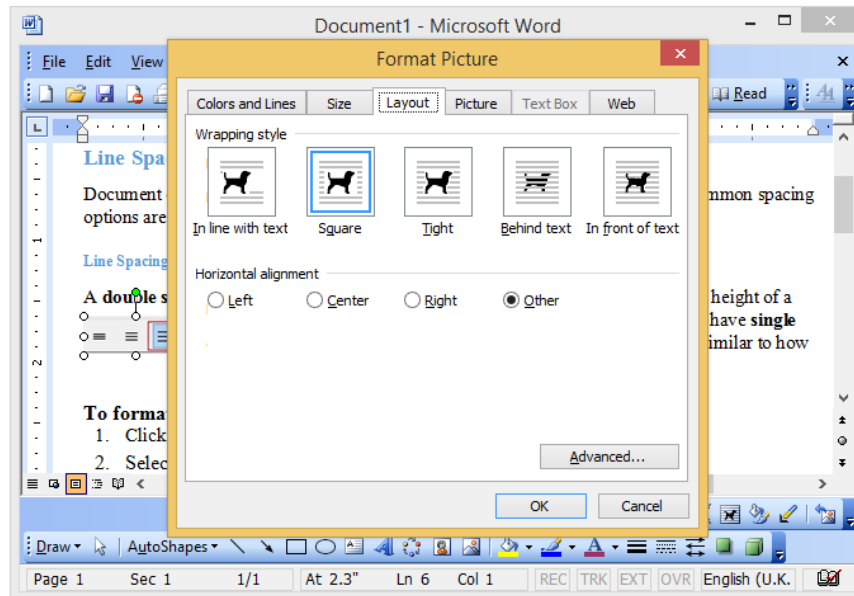 Document1 - Microsoft Word
File Edit View
Format Picture
Read
Colors and Lines Size Layout Picture Text Box Web
Wrapping style
In line with text Square Tight Behind text In front of text
Horizontal alignment
Left Center Right Other
Advanced...
OK Cancel
Line Spa
Document mmon spacing
options are
Line Spacing
A double s height of a
have single
imilar to how
To forma
1. Click
2. Selec
Draw AutoShapes
Page 1 Sec 1 1/1 At 2.3" Ln 6 Col 1 REC TRK EXT OVR English (U.K.